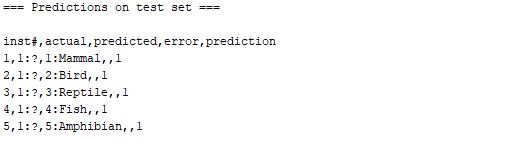 === Predictions on test set ===
inst#,actual,predicted,error,prediction
1,1:?,1:Mammal,,1
2,1:?,2:Bird,,1
3,1:?,3:Reptile,,1
4,1:?,4:Fish,,1
5,1:?,5:Amphibian,,1